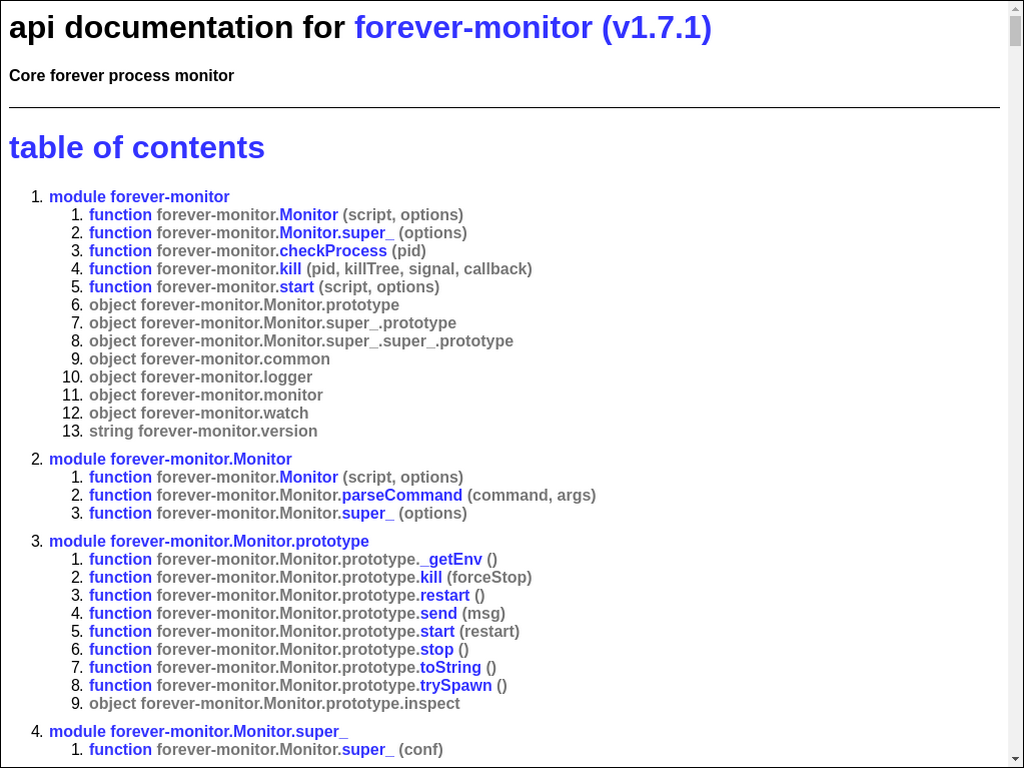 api documentation for forever-monitor (v1.7.1)
Core forever process monitor
table of contents
1. module forever-monitor
1. function forever-monitor.Monitor (script, options)
2. function forever-monitor.Monitor.super_ (options)
3. function forever-monitor.checkProcess (pid)
4. function forever-monitor.kill (pid, killTree, signal, callback)
5. function forever-monitor.start (script, options)
6. object forever-monitor.Monitor.prototype
7. object forever-monitor.Monitor.super_.prototype
8. object forever-monitor.Monitor.super_.super_.prototype
9. object forever-monitor.common
10. object forever-monitor.logger
11. object forever-monitor.monitor
12. object forever-monitor.watch
13. string forever-monitor.version
2. module forever-monitor.Monitor
1. function forever-monitor.Monitor (script, options)
2. function forever-monitor.Monitor.parseCommand (command, args)
3. function forever-monitor.Monitor.super_ (options)
3. module forever-monitor.Monitor.prototype
1. function forever-monitor.Monitor.prototype._getEnv ()
2. function forever-monitor.Monitor.prototype.kill (forceStop)
3. function forever-monitor.Monitor.prototype.restart ()
4. function forever-monitor.Monitor.prototype.send (msg)
5. function forever-monitor.Monitor.prototype.start (restart)
6. function forever-monitor.Monitor.prototype.stop ()
7. function forever-monitor.Monitor.prototype.toString ()
8. function forever-monitor.Monitor.prototype.trySpawn ()
9. object forever-monitor.Monitor.prototype.inspect
4. module forever-monitor.Monitor.super_
1. function forever-monitor.Monitor.super_ (conf)